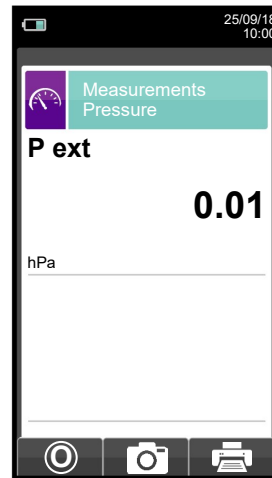 25/09/18
10:00
Measurements
Pressure
P ext
0.01
hPa
O